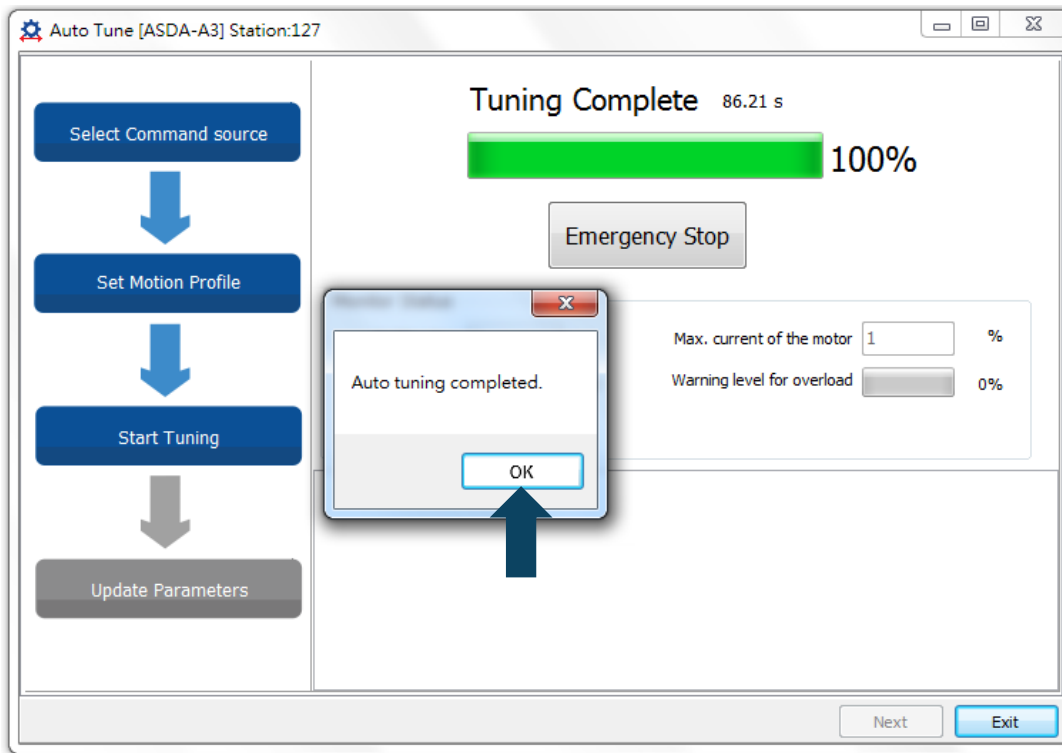 Auto Tune [ASDA-A3] Station:127
Select Command source
Set Motion Profile
Start Tuning
Update Parameters
Tuning Complete 86.21 s
100%
Emergency Stop
Max. current of the motor 1 %
Warning level for overload 0%
Auto tuning completed.
OK
Next
Exit